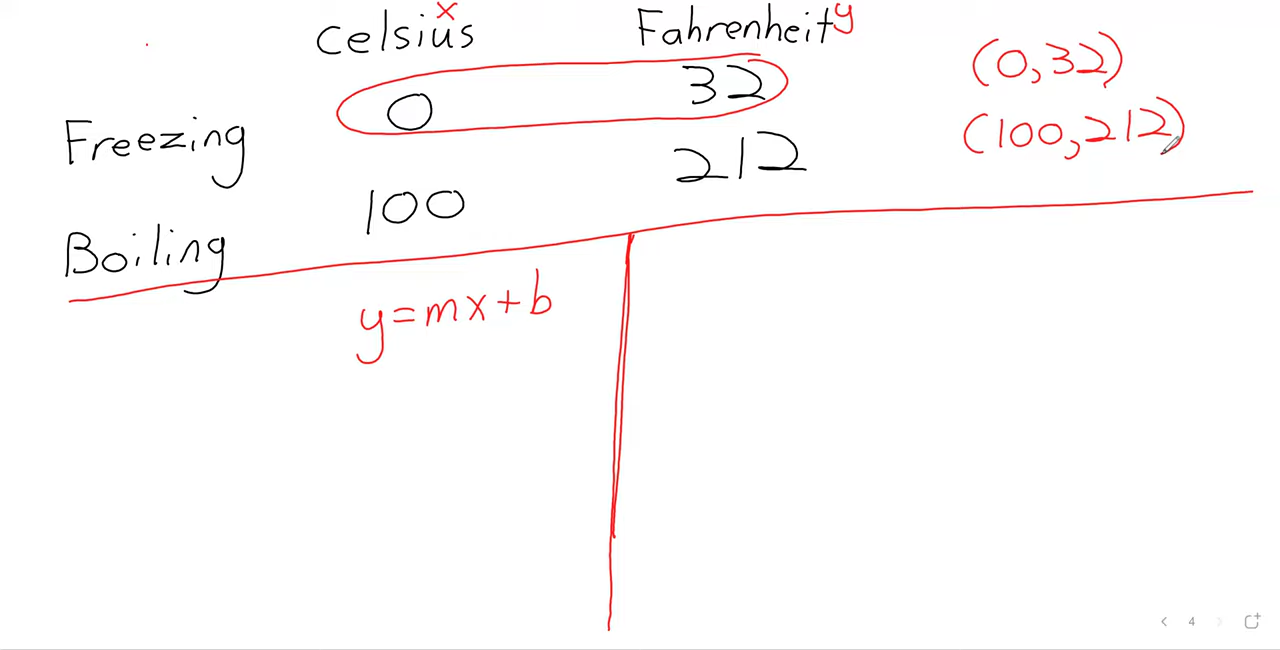 Celsius x Fahrenheit y
0 32 (0,32)
Freezing 212 (100,212)
100
Boiling
y=mx+b
4